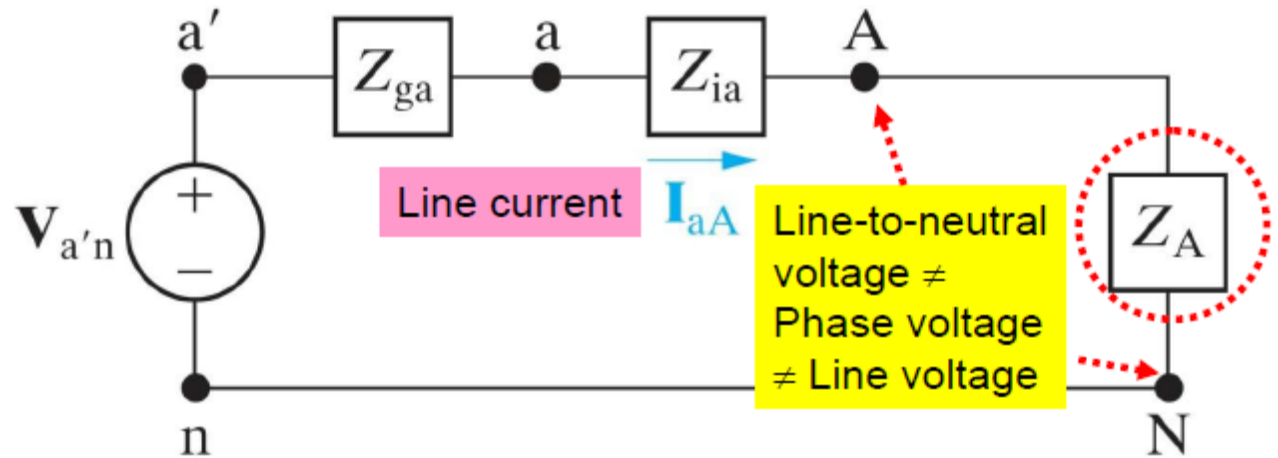 a′
a
A
Z_ga
Z_ia
+
−
V_a′n
Line current
I_aA
Line-to-neutral
voltage ≠
Phase voltage
≠ Line voltage
Z_A
n
N